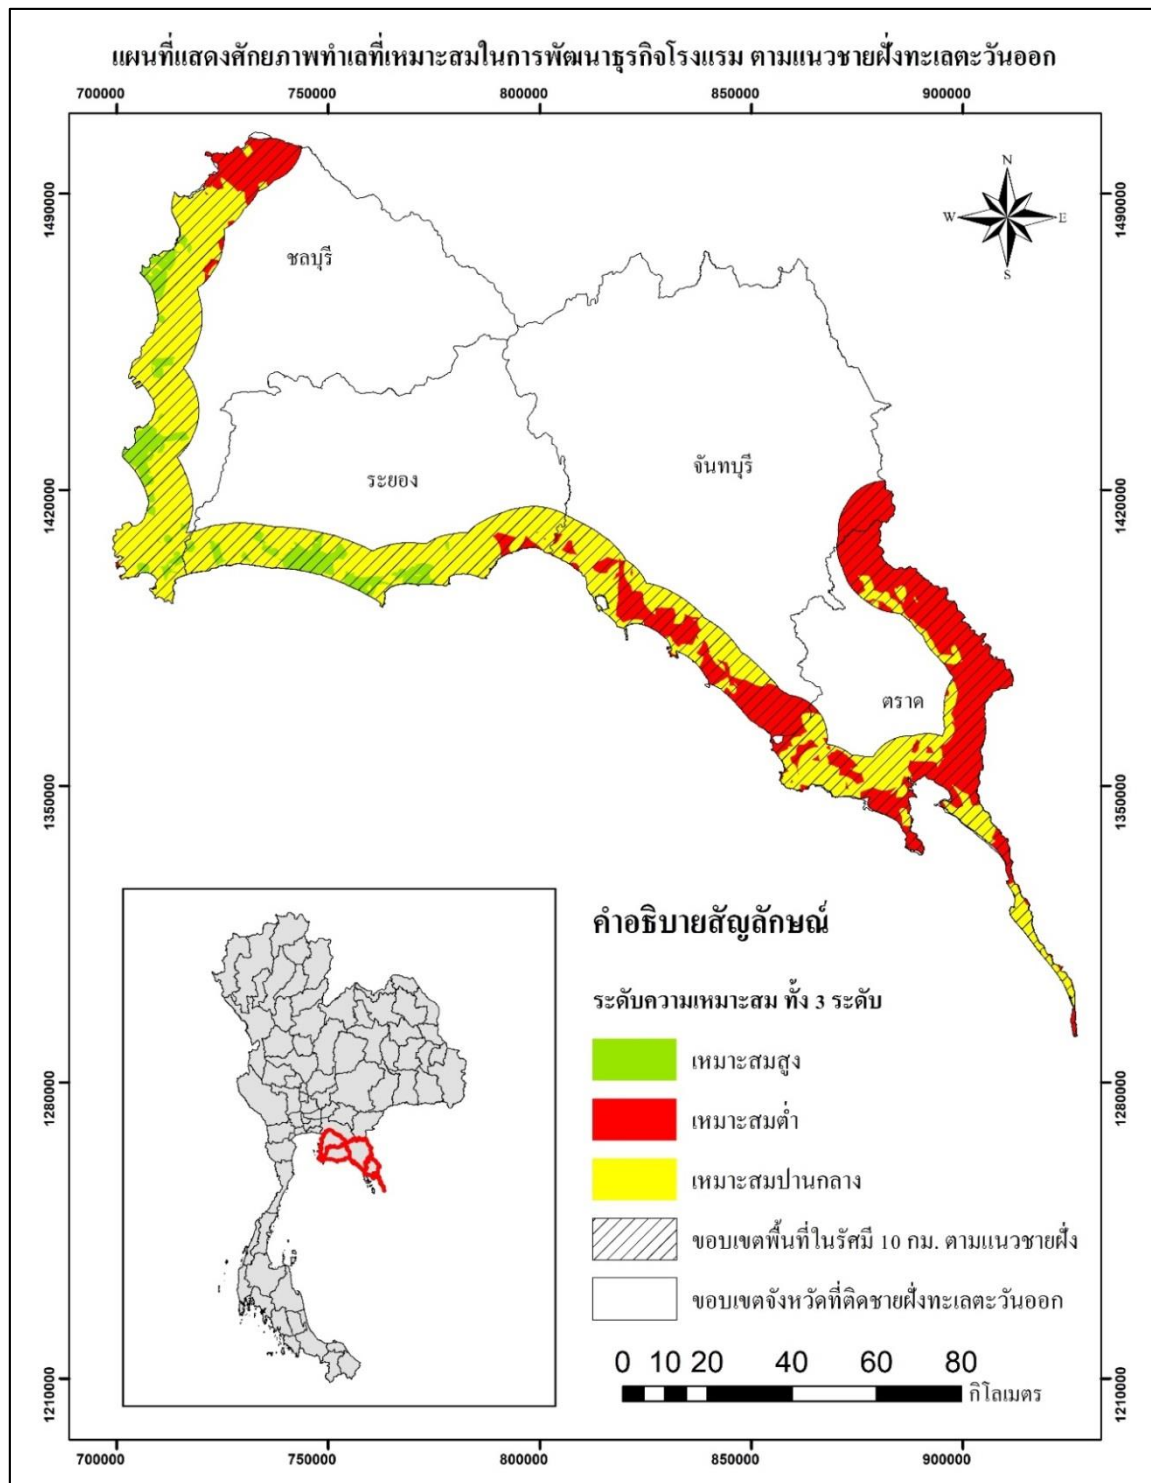 แผนที่แสดงศักยภาพทำเลที่เหมาะสมในการพัฒนาธุรกิจโรงแรม ตามแนวชายฝั่งทะเลตะวันออก
700000 750000 800000 850000 900000
1490000 1490000
N
W E
S
ชลบุรี
ระยอง
จันทบุรี
1420000 1420000
ตราด
1350000 1350000
คำอธิบายสัญลักษณ์
ระดับความเหมาะสม ทั้ง 3 ระดับ
เหมาะสมสูง
เหมาะสมต่ำ
เหมาะสมปานกลาง
ขอบเขตพื้นที่ในรัศมี 10 กม. ตามแนวชายฝั่ง
ขอบเขตจังหวัดที่ติดชายฝั่งทะเลตะวันออก
1280000 1280000
0 10 20 40 60 80
กิโลเมตร
1210000 1210000
700000 750000 800000 850000 900000